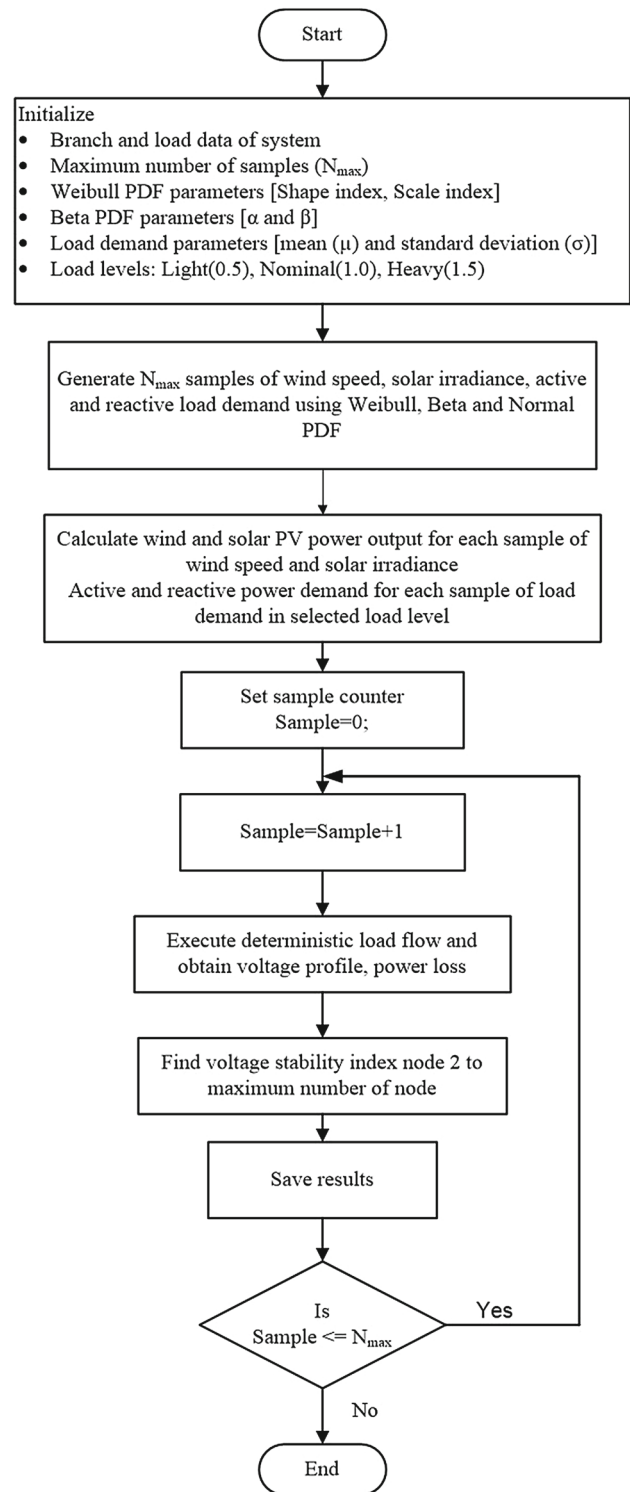 Start
Initialize
• Branch and load data of system
• Maximum number of samples (Nmax)
• Weibull PDF parameters [Shape index, Scale index]
• Beta PDF parameters [α and β]
• Load demand parameters [mean (μ) and standard deviation (σ)]
• Load levels: Light(0.5), Nominal(1.0), Heavy(1.5)
Generate Nmax samples of wind speed, solar irradiance, active
and reactive load demand using Weibull, Beta and Normal
PDF
Calculate wind and solar PV power output for each sample of
wind speed and solar irradiance
Active and reactive power demand for each sample of load
demand in selected load level
Set sample counter
Sample=0;
Sample=Sample+1
Execute deterministic load flow and
obtain voltage profile, power loss
Find voltage stability index node 2 to
maximum number of node
Save results
Is
Sample <= Nmax
Yes
No
End